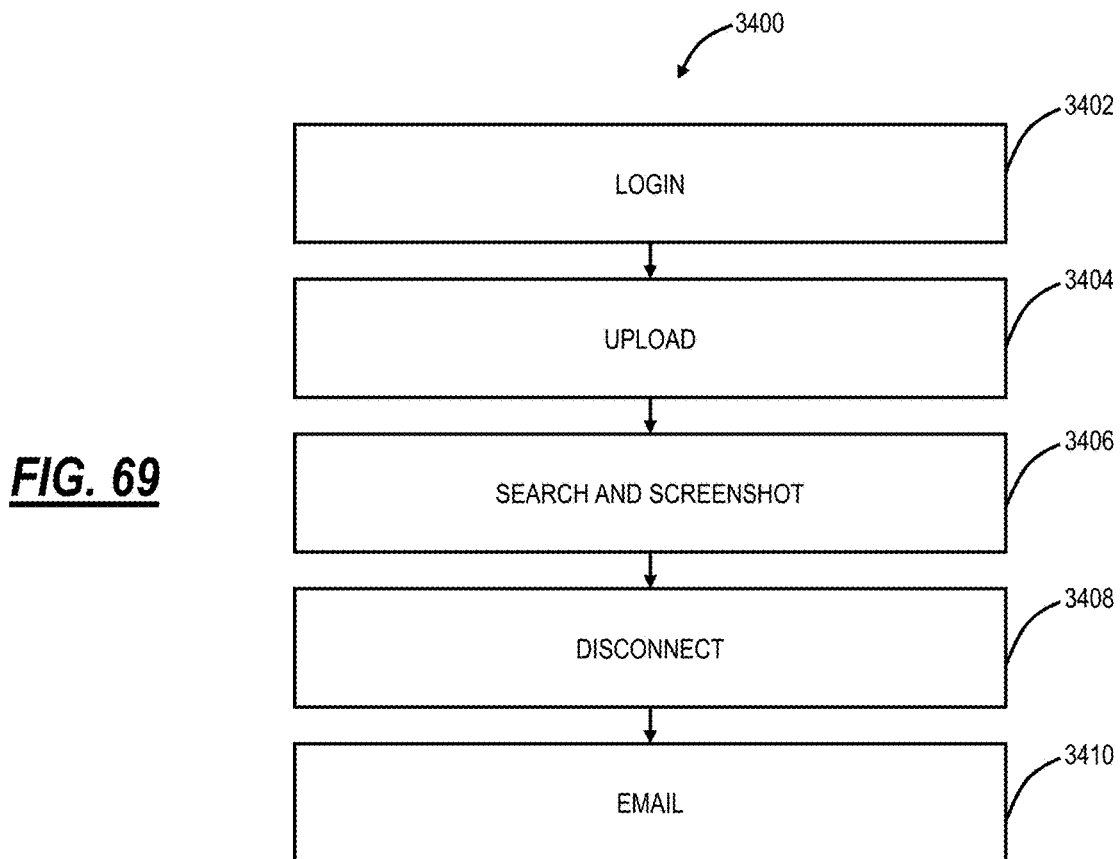 3400
3402
LOGIN
3404
UPLOAD
3406
SEARCH AND SCREENSHOT
FIG. 69
3408
DISCONNECT
3410
EMAIL